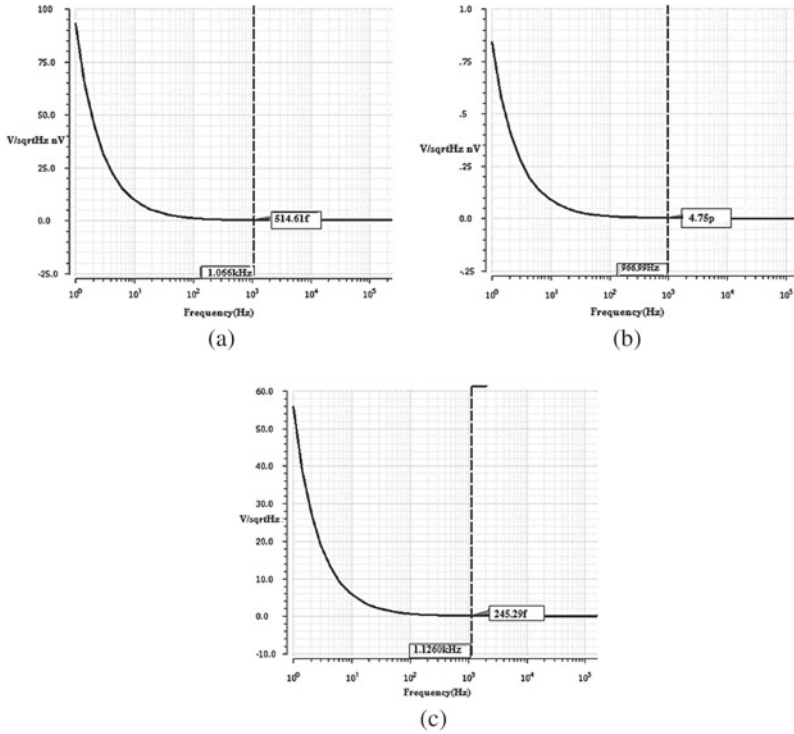 100
75.0
50.0
V/sqrtHz nV
25.0
0.0
-25.0
514.61f
1.066kHz
10⁰ 10¹ 10² 10³ 10⁴ 10⁵
Frequency(Hz)
(a)
1.0
.75
.5
V/sqrtHz nV
.25
0.0
-.25
4.75p
966.99Hz
10⁰ 10¹ 10² 10³ 10⁴ 10⁵
Frequency(Hz)
(b)
60.0
50.0
40.0
30.0
V/sqrtHz
20.0
10.0
0.0
-10.0
245.29f
1.1260kHz
10⁰ 10¹ 10² 10³ 10⁴ 10⁵
Frequency(Hz)
(c)